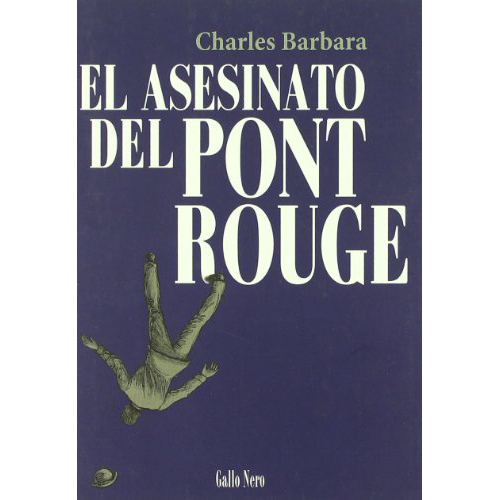 Charles Barbara
EL ASESINATO
DEL PONT
ROUGE
Gallo Nero